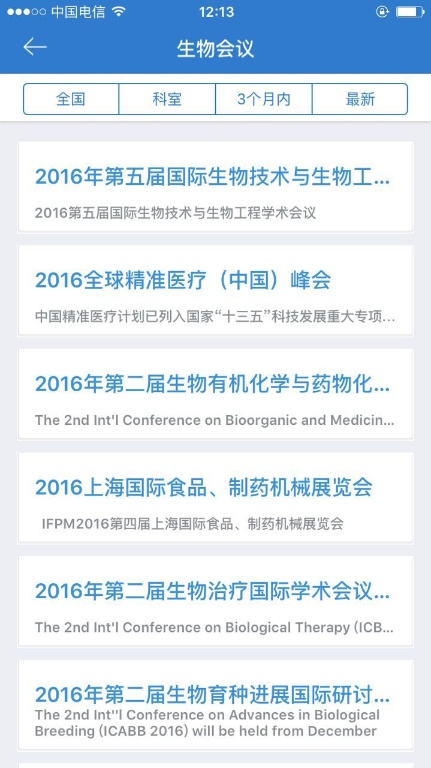 中国电信
12:13
生物会议
全国 科室 3个月内 最新
2016年第五届国际生物技术与生物工...
2016第五届国际生物技术与生物工程学术会议
2016全球精准医疗（中国）峰会
中国精准医疗计划已列入国家“十三五”科技发展重大专项...
2016年第二届生物有机化学与药物化...
The 2nd Int'l Conference on Bioorganic and Medicin...
2016上海国际食品、制药机械展览会
IFPM2016第四届上海国际食品、制药机械展览会
2016年第二届生物治疗国际学术会议...
The 2nd Int'l Conference on Biological Therapy (ICB...
2016年第二届生物育种进展国际研讨...
The 2nd Int''l Conference on Advances in Biological
Breeding (ICABB 2016) will be held from December